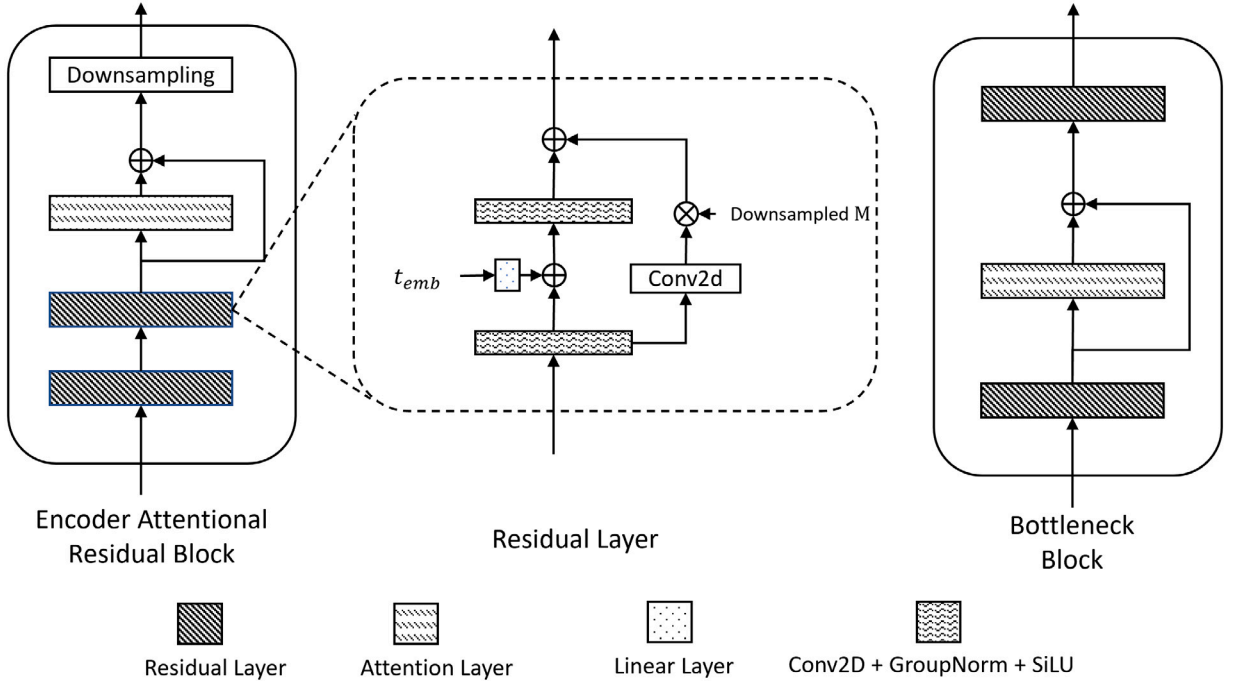 Downsampling
Downsampled M
t_emb
Conv2d
Encoder Attentional
Residual Block
Residual Layer
Bottleneck
Block
Residual Layer
Attention Layer
Linear Layer
Conv2D + GroupNorm + SiLU